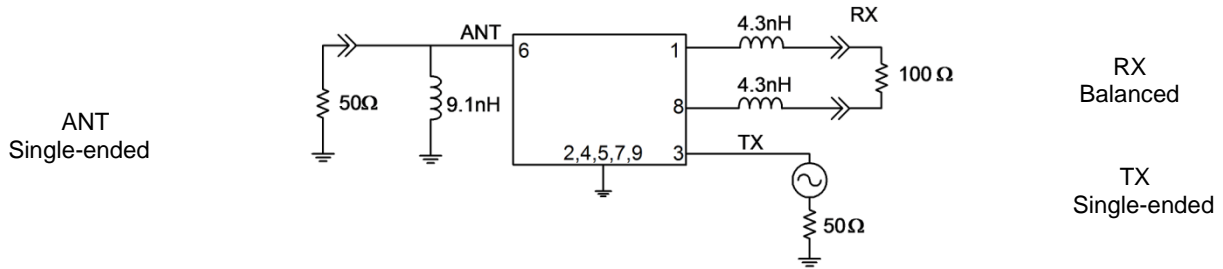 ANT
Single-ended
50Ω
9.1nH
ANT
6
1
8
3
2,4,5,7,9
4.3nH
4.3nH
RX
100 Ω
TX
50Ω
RX
Balanced
TX
Single-ended